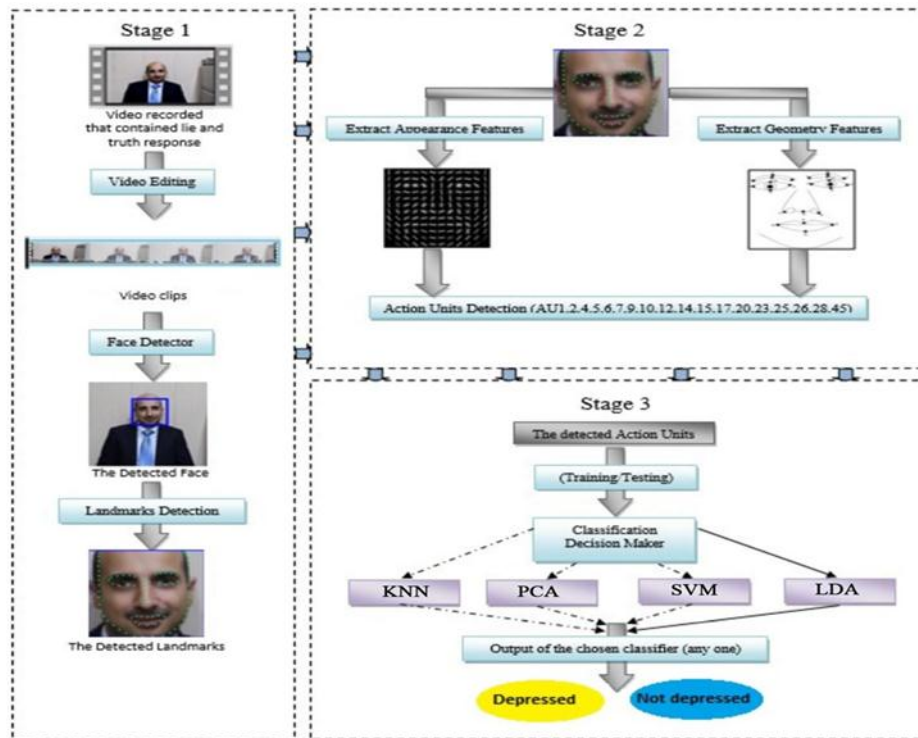 Stage 1
Video recorded
that contained lie and
truth response
Video Editing
Video clips
Face Detector
The Detected Face
Landmarks Detection
The Detected Landmarks
Stage 2
Extract Appearance Features
Extract Geometry Features
Action Units Detection (AU1,2,4,5,6,7,9,10,12,14,15,17,20,23,25,26,28,45)
Stage 3
The detected Action Units
(Training/Testing)
Classification
Decision Maker
KNN
PCA
SVM
LDA
Output of the chosen classifier (any one)
Depressed
Not depressed